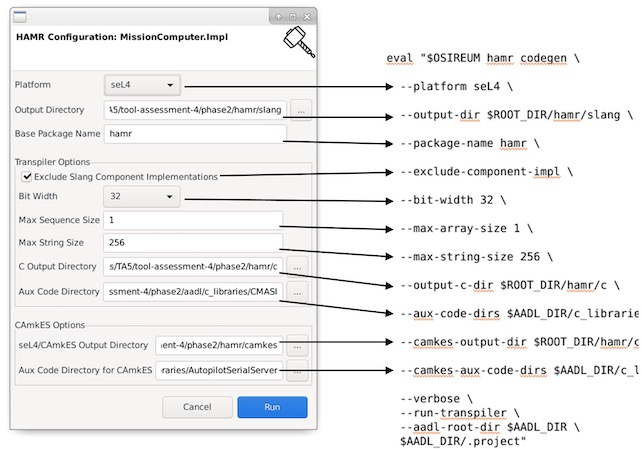 HAMR Configuration: MissionComputer.Impl
Platform
seL4
Output Directory
A5/tool-assessment-4/phase2/hamr/slang
...
Base Package Name
hamr
Transpiler Options
Exclude Slang Component Implementations
Bit Width
32
Max Sequence Size
1
Max String Size
256
C Output Directory
s/TA5/tool-assessment-4/phase2/hamr/c
...
Aux Code Directory
ssment-4/phase2/aadl/c_libraries/CMASI
...
CAmkES Options
seL4/CAmkES Output Directory
ent-4/phase2/hamr/camkes
...
Aux Code Directory for CAmkES
raries/AutopilotSerialServer
...
Cancel
Run
eval "$OSIREUM hamr codegen \
--platform seL4 \
--output-dir $ROOT_DIR/hamr/slang \
--package-name hamr \
--exclude-component-impl \
--bit-width 32 \
--max-array-size 1 \
--max-string-size 256 \
--output-c-dir $ROOT_DIR/hamr/c \
--aux-code-dirs $AADL_DIR/c_librarie
--camkes-output-dir $ROOT_DIR/hamr/c
--camkes-aux-code-dirs $AADL_DIR/c_l
--verbose \
--run-transpiler \
--aadl-root-dir $AADL_DIR \
$AADL_DIR/.project"